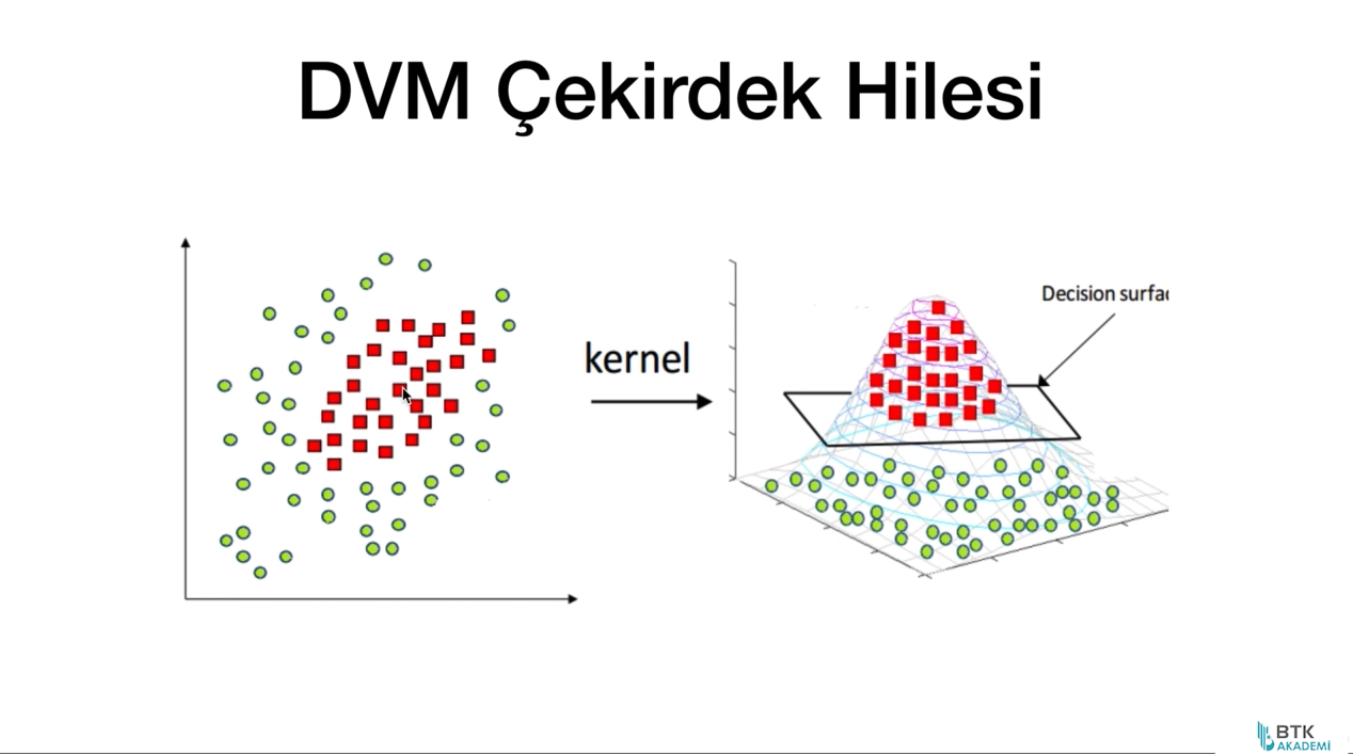 DVM Çekirdek Hilesi
kernel
Decision surfac
BTK
AKADEMİ